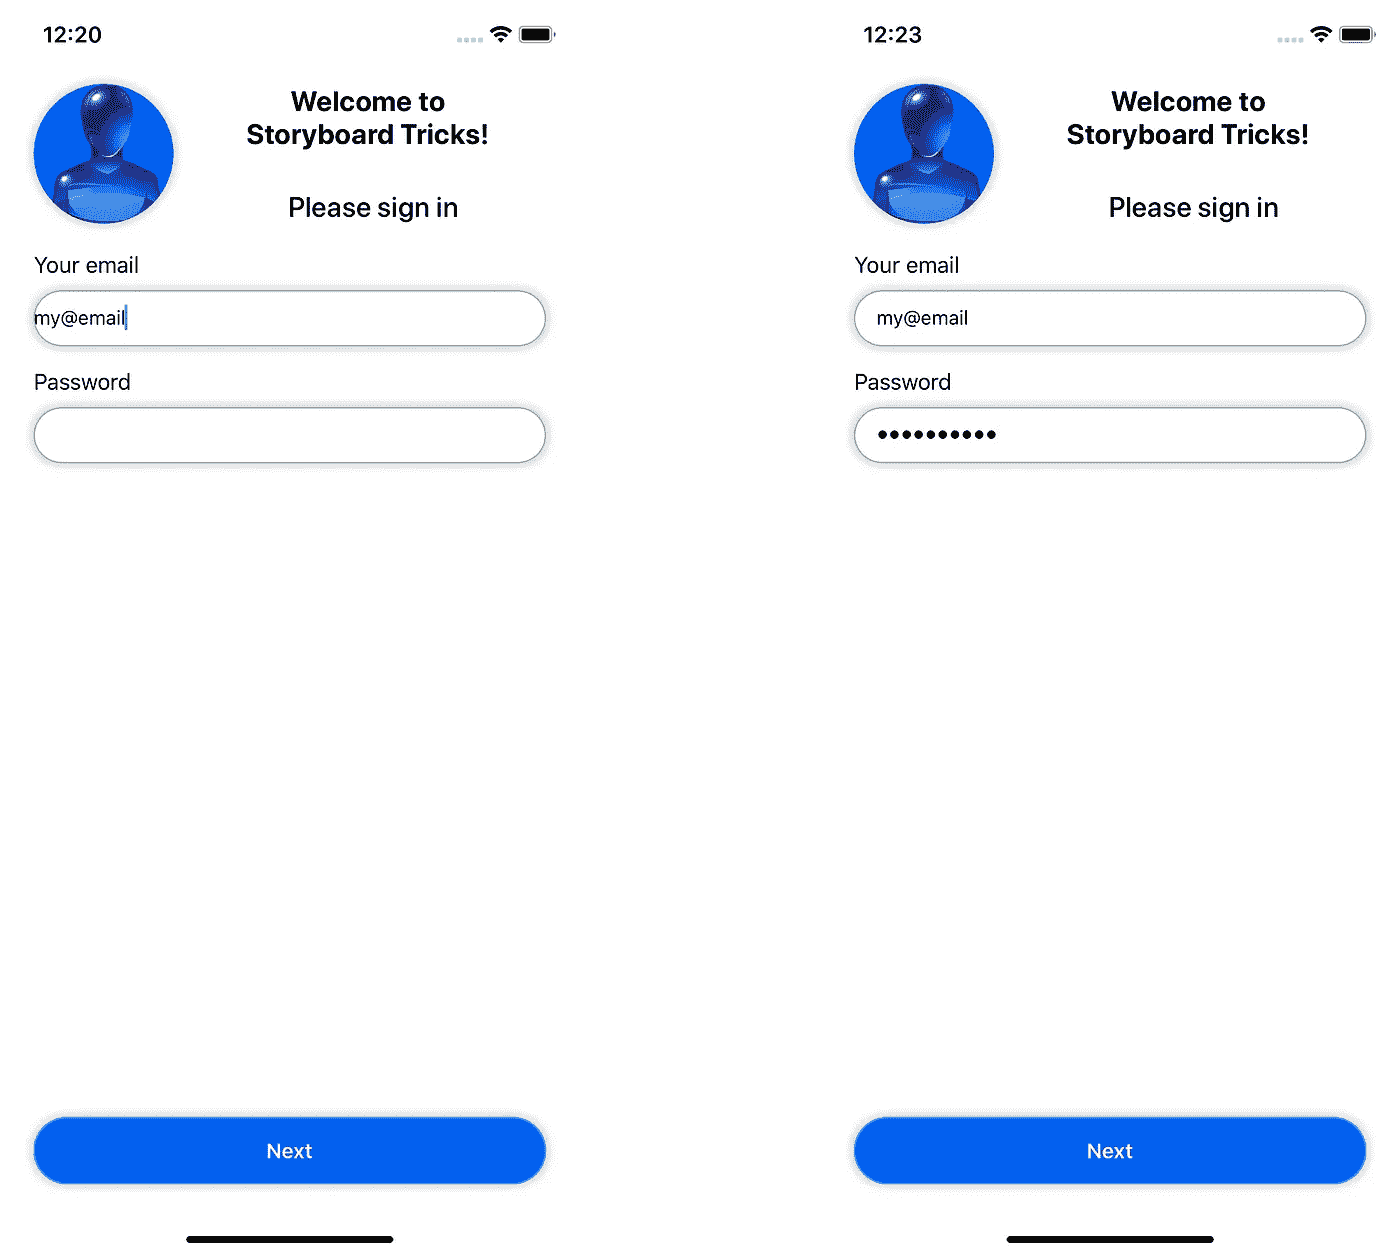 12:20
Welcome to
Storyboard Tricks!
Please sign in
Your email
my@email
Password
Next
12:23
Welcome to
Storyboard Tricks!
Please sign in
Your email
my@email
Password
••••••••••
Next